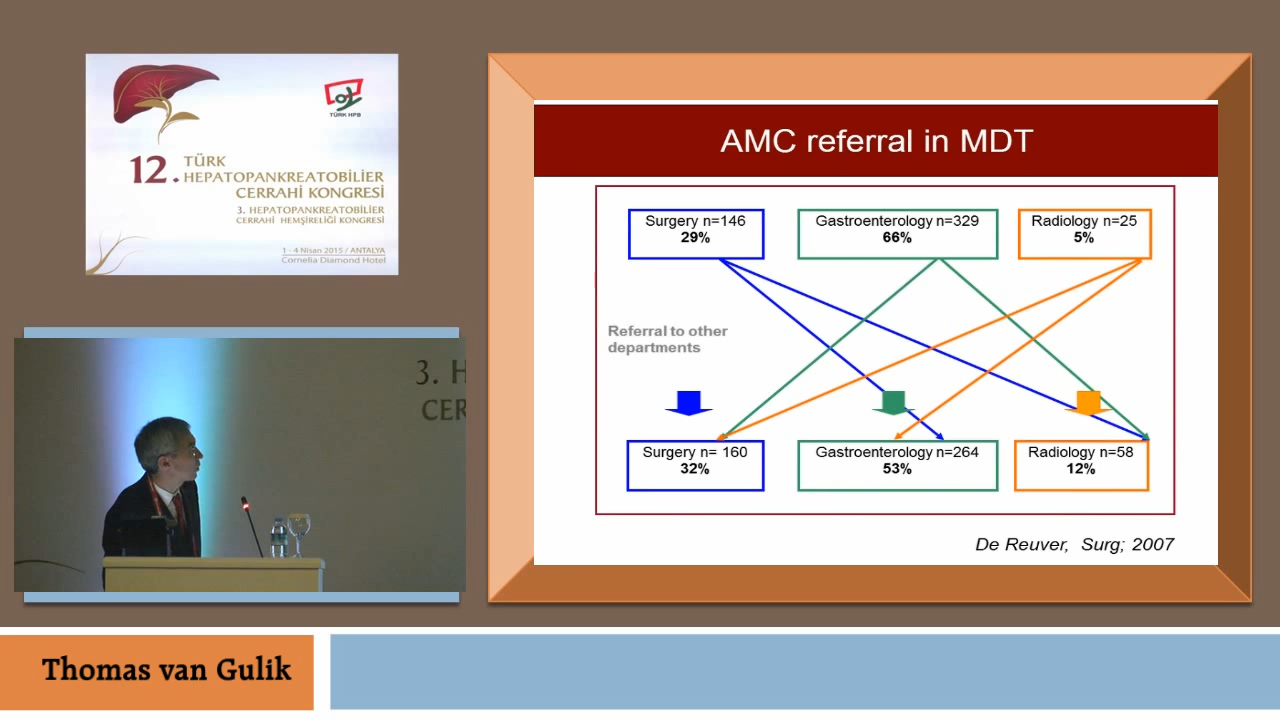 TÜRK HPB
12. TÜRK
HEPATOPANKREATOBİLİER
CERRAHİ KONGRESİ
3. HEPATOPANKREATOBİLİER
CERRAHİ HEMŞİRELİĞİ KONGRESİ
1 - 4 Nisan 2015 / ANTALYA
Cornelia Diamond Hotel
3. H
CER
AMC referral in MDT
Surgery n=146
29%
Gastroenterology n=329
66%
Radiology n=25
5%
Referral to other
departments
Surgery n= 160
32%
Gastroenterology n=264
53%
Radiology n=58
12%
De Reuver, Surg; 2007
Thomas van Gulik